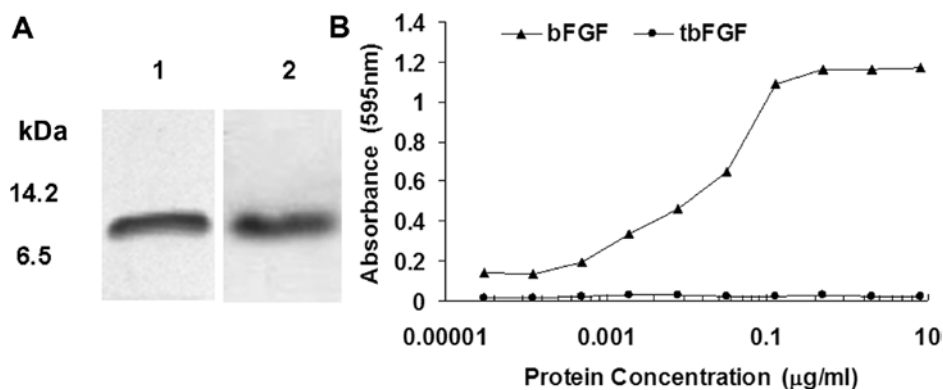 A
1 2
kDa
14.2
6.5
B
bFGF tbFGF
Absorbance (595nm)
1.4
1.2
1
0.8
0.6
0.4
0.2
0
0.00001 0.001 0.1 10
Protein Concentration (µg/ml)